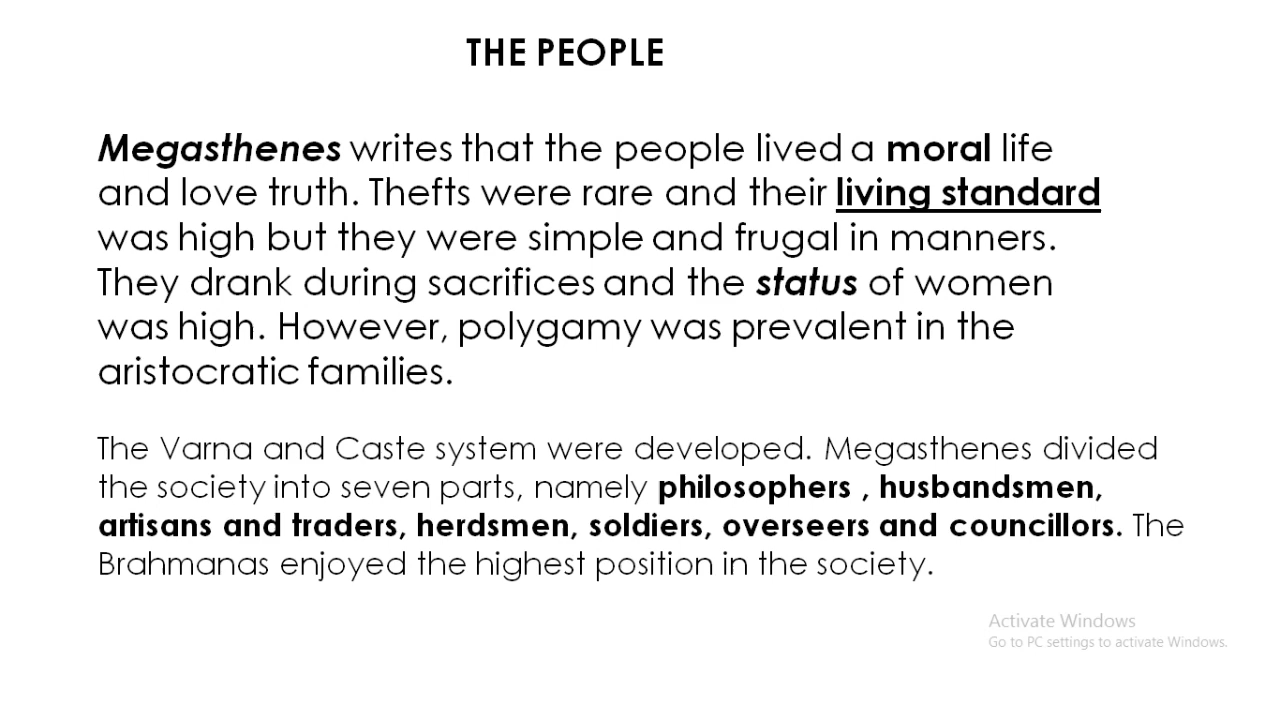 THE PEOPLE
Megasthenes writes that the people lived a moral life
and love truth. Thefts were rare and their living standard
was high but they were simple and frugal in manners.
They drank during sacrifices and the status of women
was high. However, polygamy was prevalent in the
aristocratic families.
The Varna and Caste system were developed. Megasthenes divided
the society into seven parts, namely philosophers , husbandsmen,
artisans and traders, herdsmen, soldiers, overseers and councillors. The
Brahmanas enjoyed the highest position in the society.
Activate Windows
Go to PC settings to activate Windows.